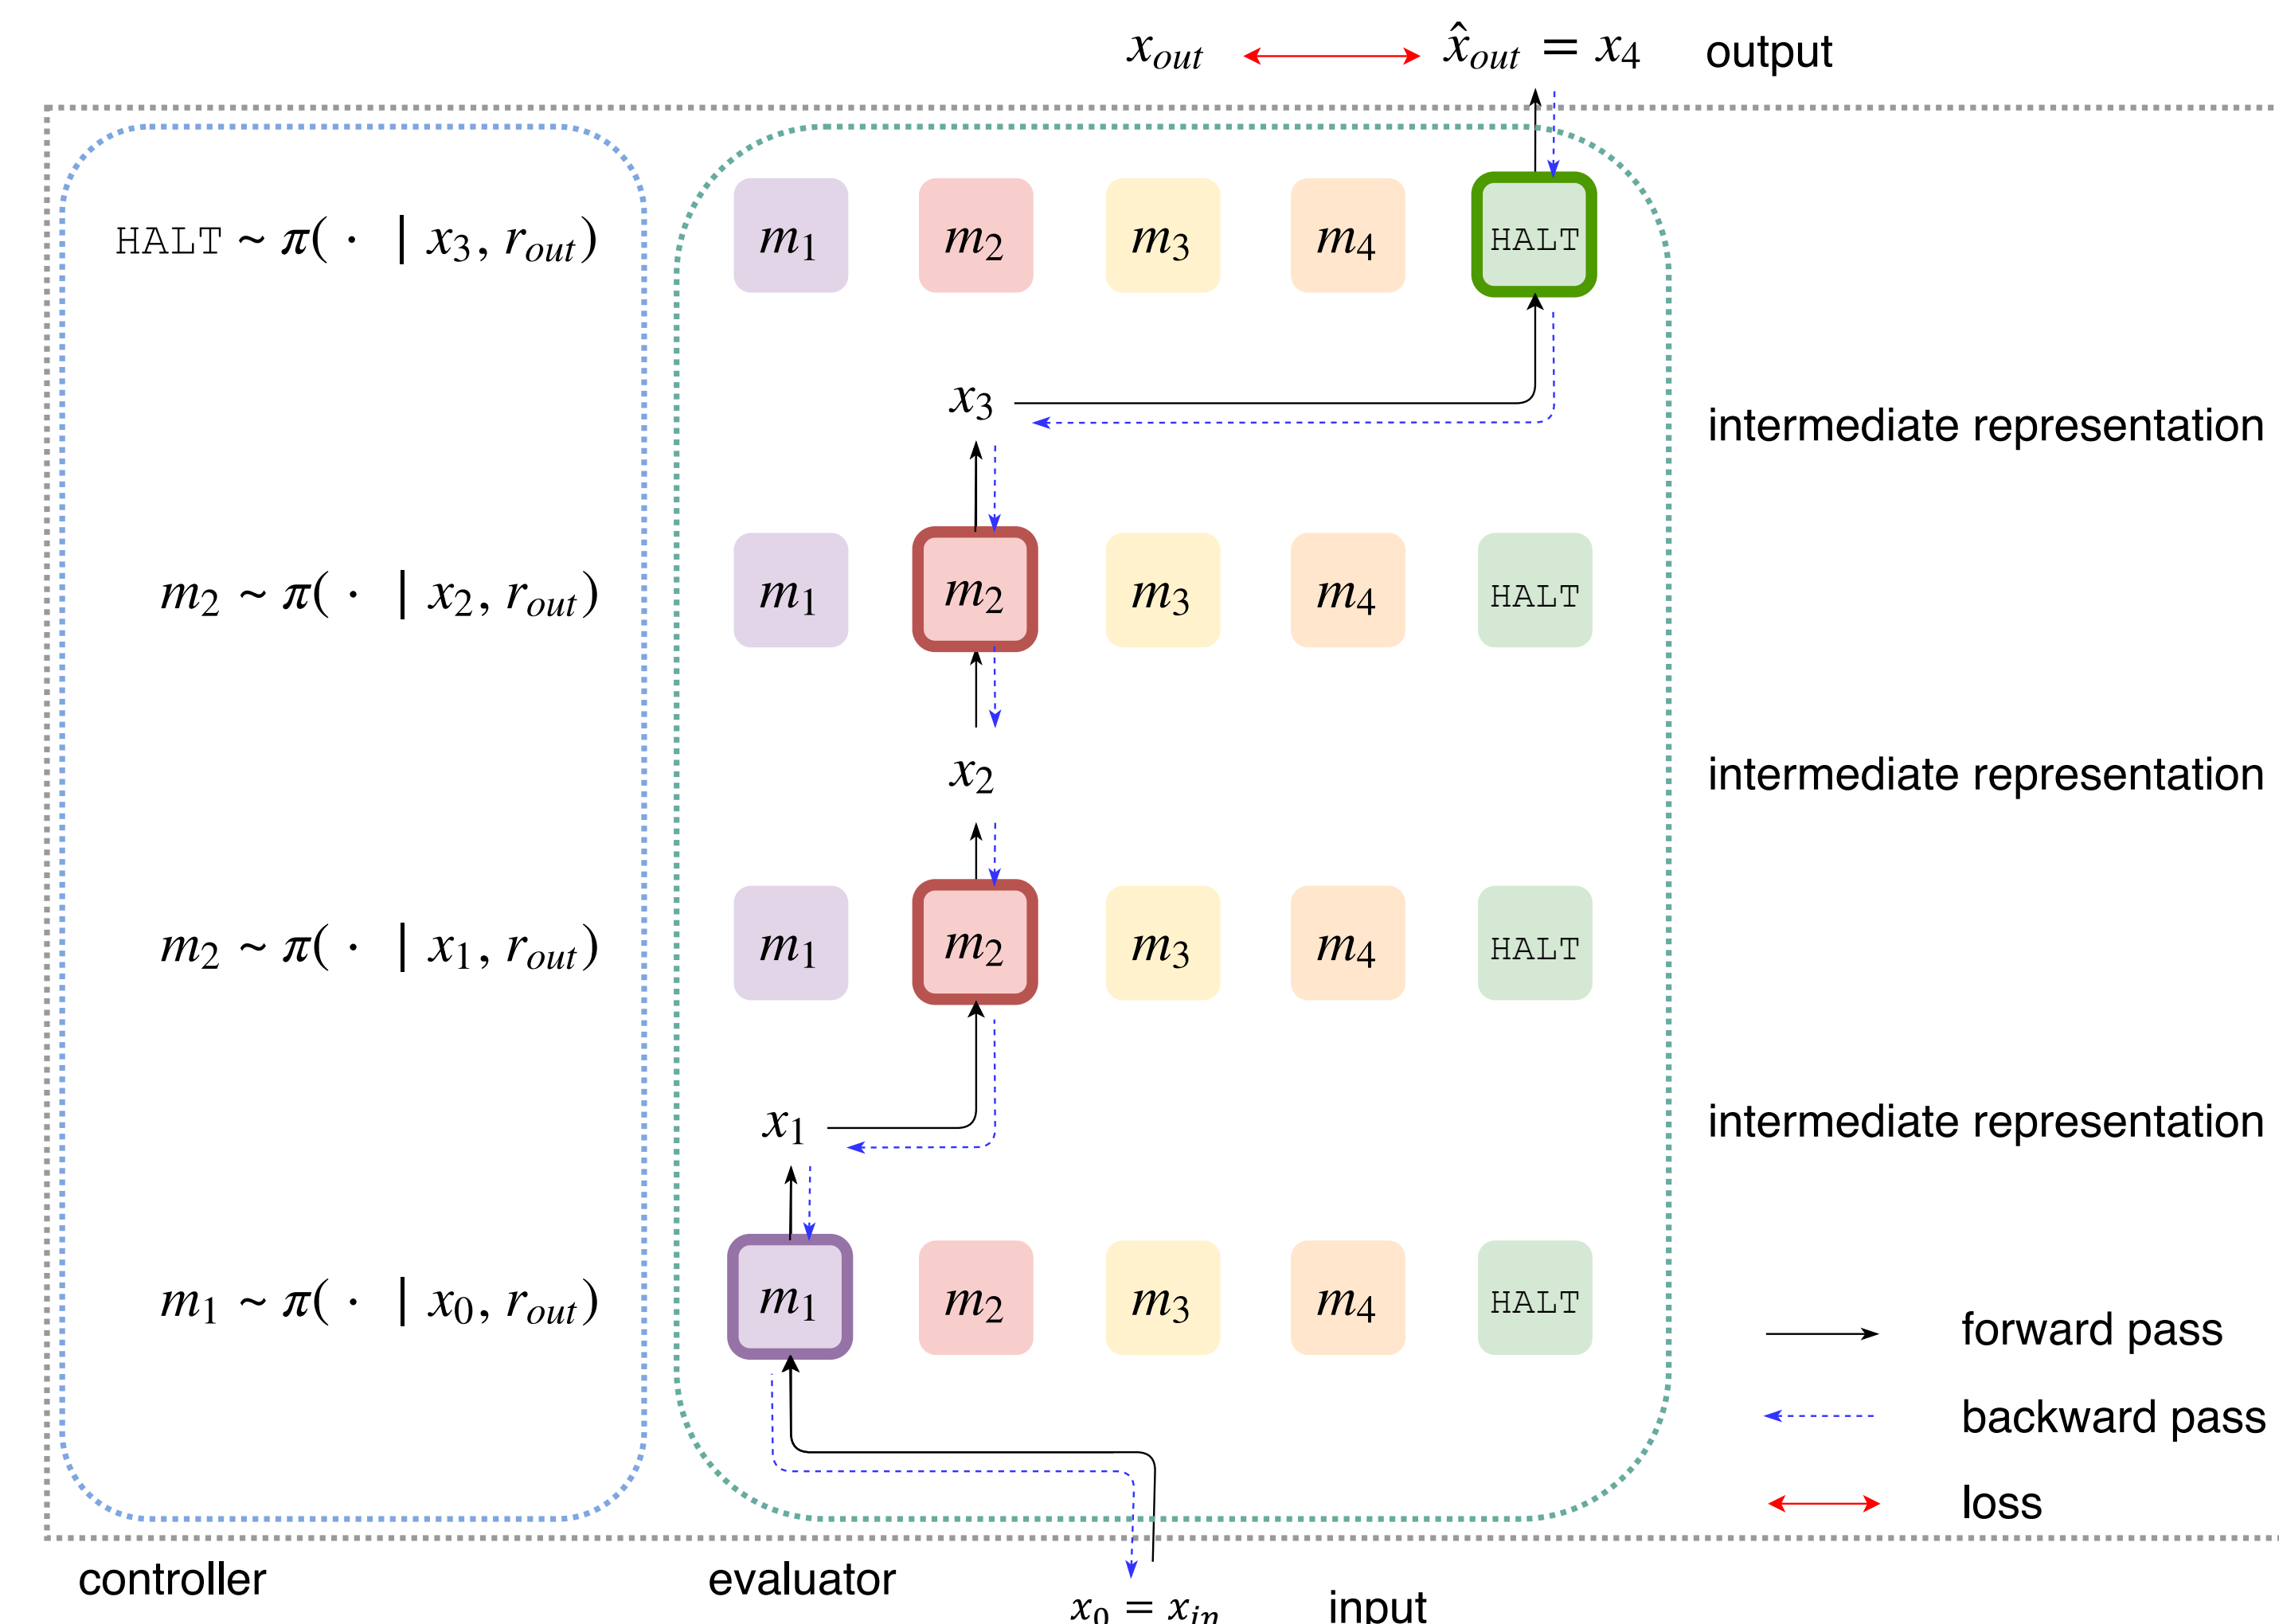 x_out x̂_out = x_4 output
HALT ~ π( · | x_3, r_out) m_1 m_2 m_3 m_4 HALT
x_3 intermediate representation
m_2 ~ π( · | x_2, r_out) m_1 m_2 m_3 m_4 HALT
x_2 intermediate representation
m_2 ~ π( · | x_1, r_out) m_1 m_2 m_3 m_4 HALT
x_1 intermediate representation
m_1 ~ π( · | x_0, r_out) m_1 m_2 m_3 m_4 HALT
forward pass
backward pass
loss
controller evaluator
x_0 = x_in input